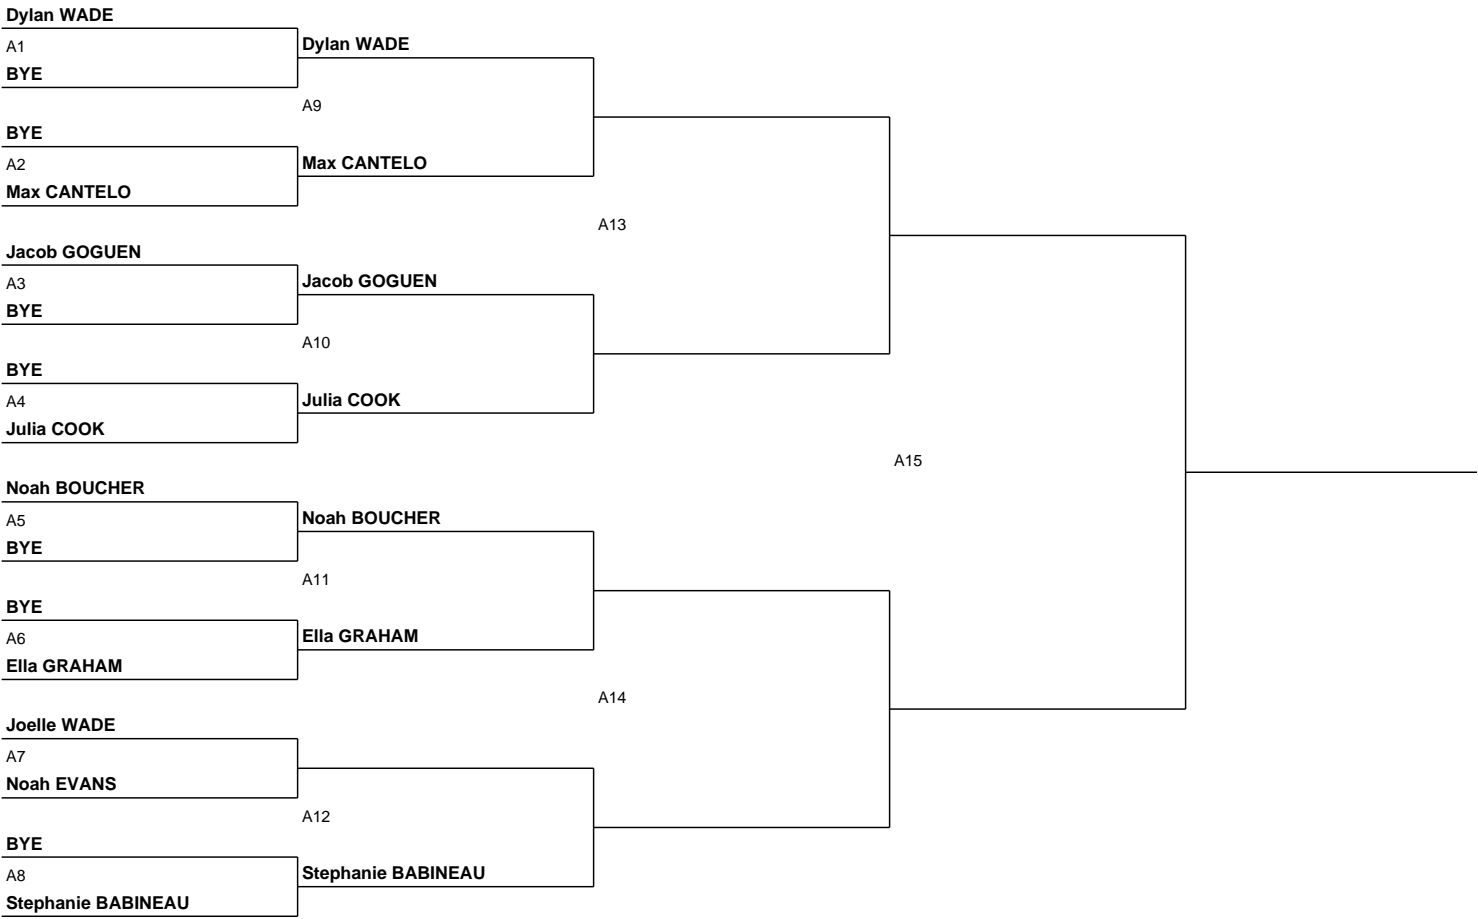 Dylan WADE
A1
BYE
BYE
A2
Max CANTELO
Jacob GOGUEN
A3
BYE
BYE
A4
Julia COOK
Noah BOUCHER
A5
BYE
BYE
A6
Ella GRAHAM
Joelle WADE
A7
Noah EVANS
BYE
A8
Stephanie BABINEAU
Dylan WADE
A9
Max CANTELO
Jacob GOGUEN
A10
Julia COOK
Noah BOUCHER
A11
Ella GRAHAM
A12
Stephanie BABINEAU
A13
A14
A15